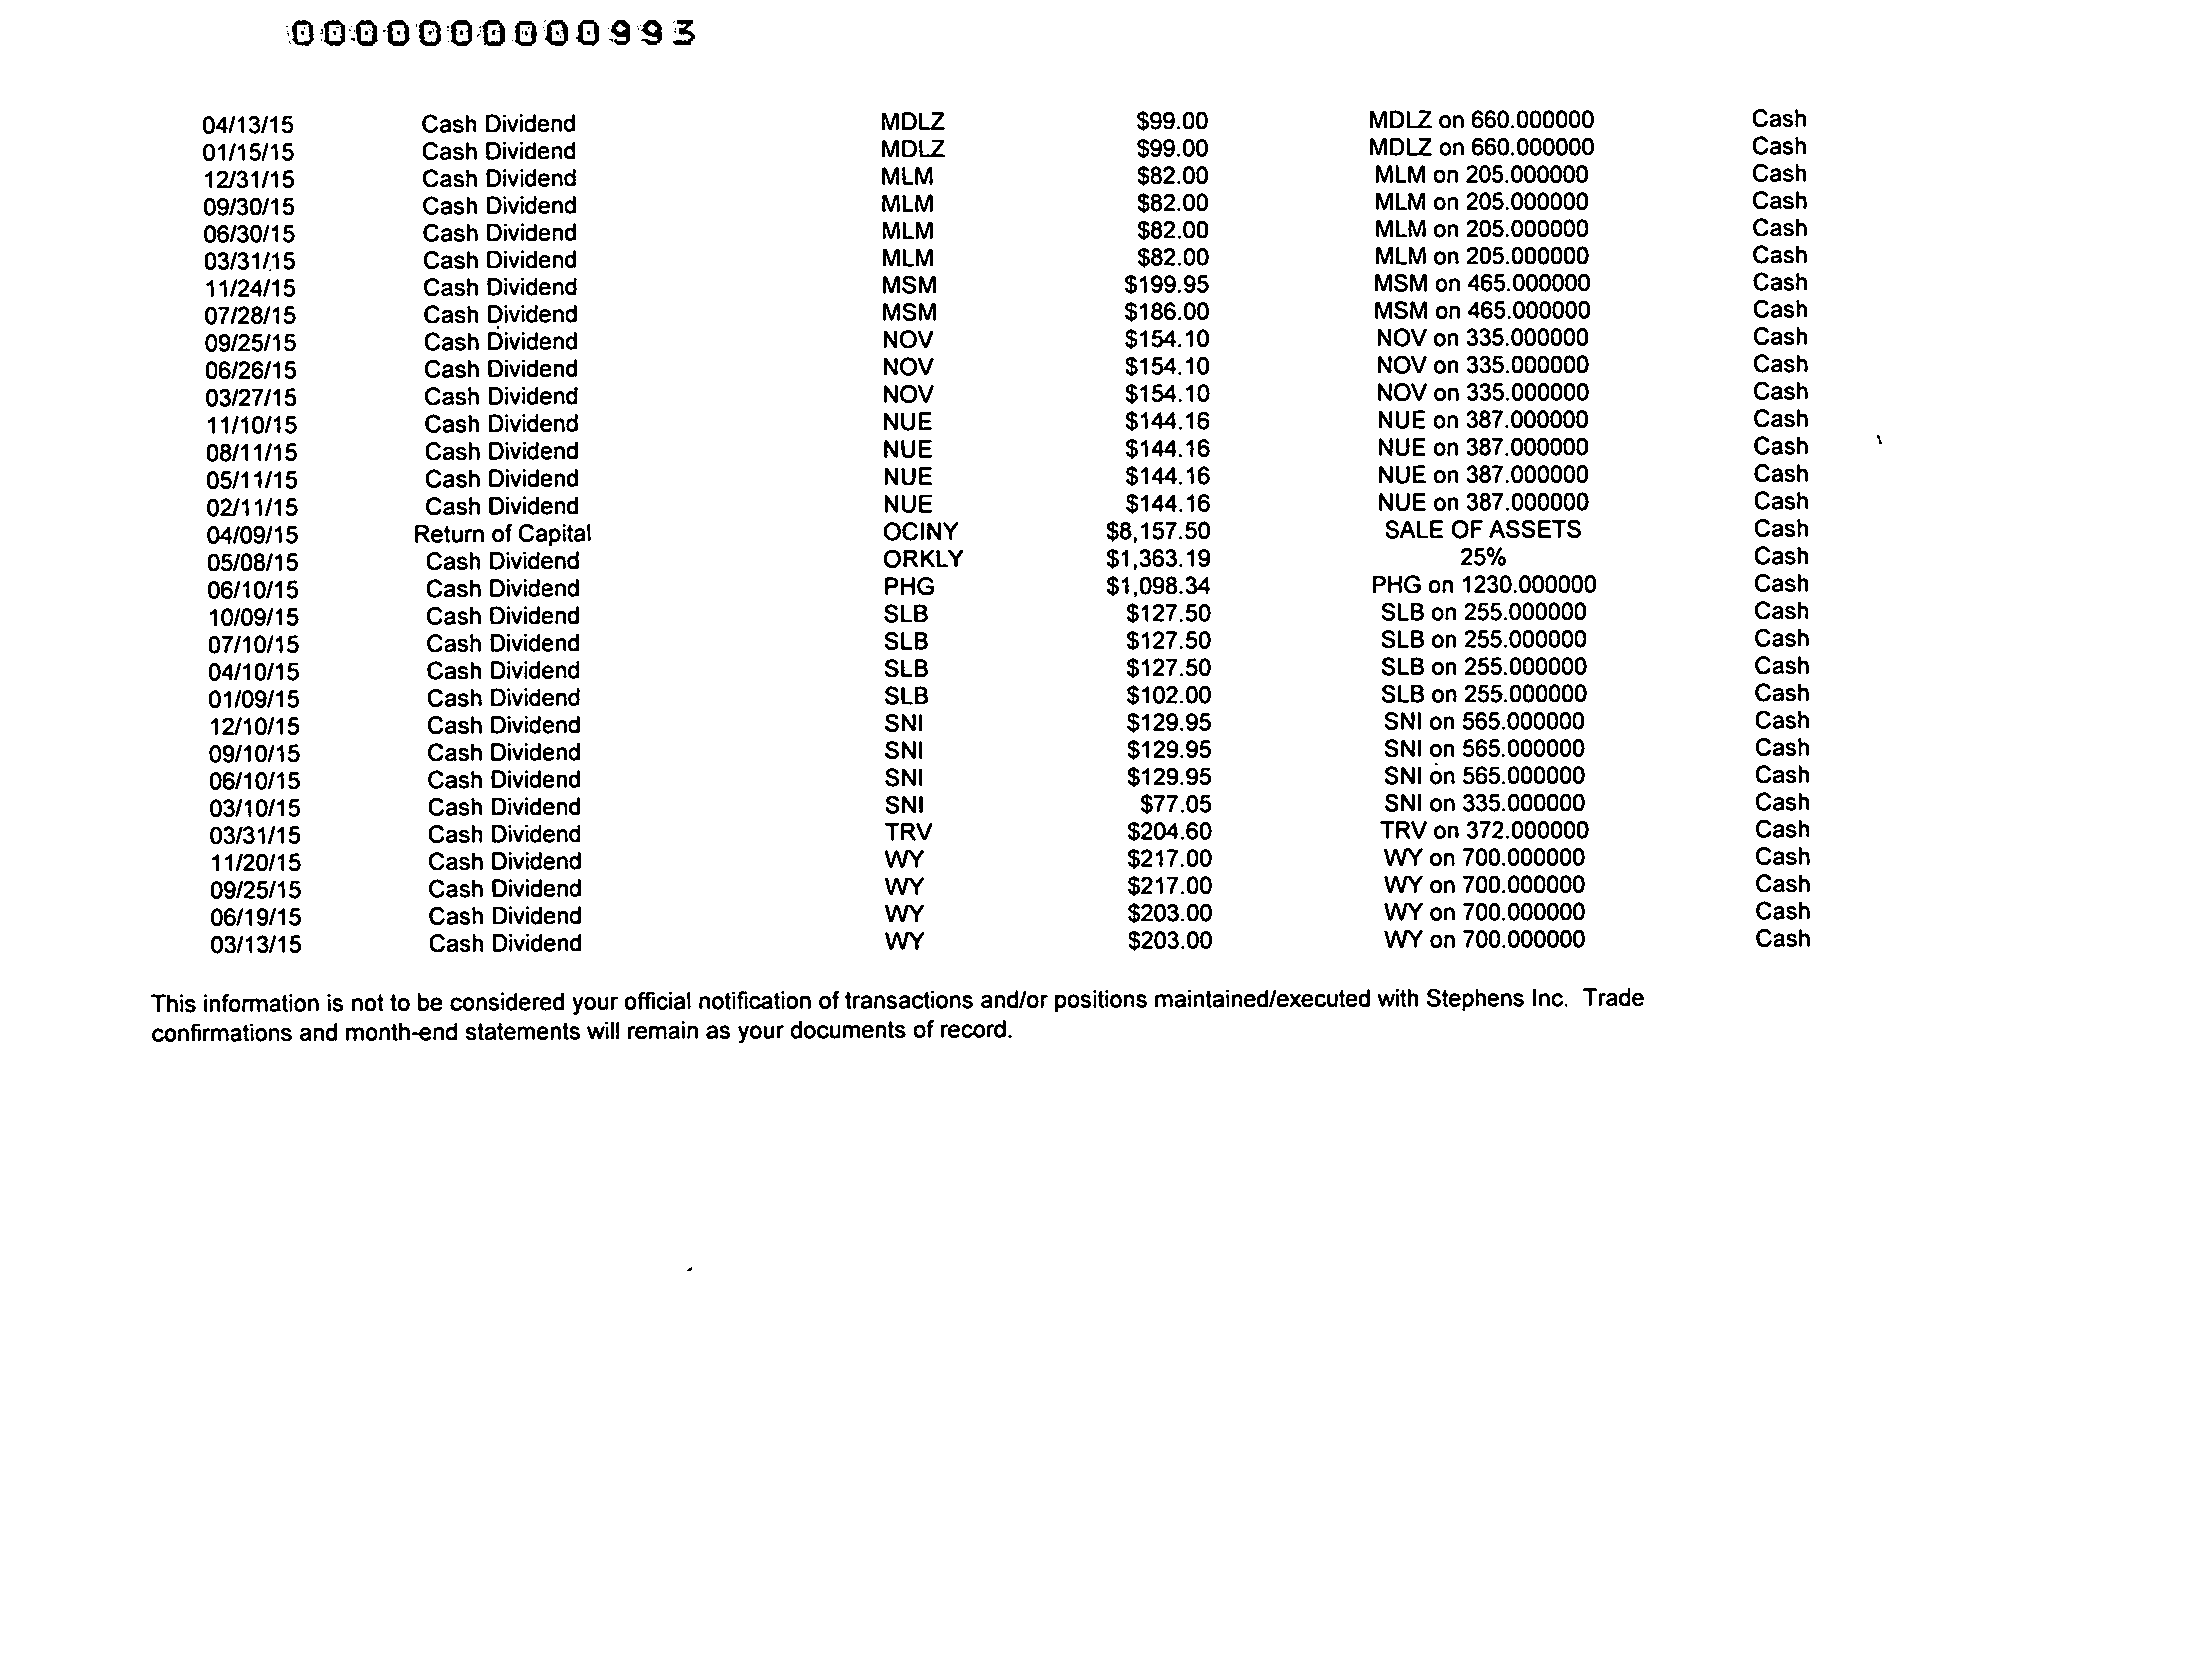 000000000993
04/13/15 Cash Dividend MDLZ $99.00 MDLZ on 660.000000 Cash
01/15/15 Cash Dividend MDLZ $99.00 MDLZ on 660.000000 Cash
12/31/15 Cash Dividend MLM $82.00 MLM on 205.000000 Cash
09/30/15 Cash Dividend MLM $82.00 MLM on 205.000000 Cash
06/30/15 Cash Dividend MLM $82.00 MLM on 205.000000 Cash
03/31/15 Cash Dividend MLM $82.00 MLM on 205.000000 Cash
11/24/15 Cash Dividend MSM $199.95 MSM on 465.000000 Cash
07/28/15 Cash Dividend MSM $186.00 MSM on 465.000000 Cash
09/25/15 Cash Dividend NOV $154.10 NOV on 335.000000 Cash
06/26/15 Cash Dividend NOV $154.10 NOV on 335.000000 Cash
03/27/15 Cash Dividend NOV $154.10 NOV on 335.000000 Cash
11/10/15 Cash Dividend NUE $144.16 NUE on 387.000000 Cash
08/11/15 Cash Dividend NUE $144.16 NUE on 387.000000 Cash
05/11/15 Cash Dividend NUE $144.16 NUE on 387.000000 Cash
02/11/15 Cash Dividend NUE $144.16 NUE on 387.000000 Cash
04/09/15 Return of Capital OCINY $8,157.50 SALE OF ASSETS Cash
05/08/15 Cash Dividend ORKLY $1,363.19 25% Cash
06/10/15 Cash Dividend PHG $1,098.34 PHG on 1230.000000 Cash
10/09/15 Cash Dividend SLB $127.50 SLB on 255.000000 Cash
07/10/15 Cash Dividend SLB $127.50 SLB on 255.000000 Cash
04/10/15 Cash Dividend SLB $127.50 SLB on 255.000000 Cash
01/09/15 Cash Dividend SLB $102.00 SLB on 255.000000 Cash
12/10/15 Cash Dividend SNI $129.95 SNI on 565.000000 Cash
09/10/15 Cash Dividend SNI $129.95 SNI on 565.000000 Cash
06/10/15 Cash Dividend SNI $129.95 SNI on 565.000000 Cash
03/10/15 Cash Dividend SNI $77.05 SNI on 335.000000 Cash
03/31/15 Cash Dividend TRV $204.60 TRV on 372.000000 Cash
11/20/15 Cash Dividend WY $217.00 WY on 700.000000 Cash
09/25/15 Cash Dividend WY $217.00 WY on 700.000000 Cash
06/19/15 Cash Dividend WY $203.00 WY on 700.000000 Cash
03/13/15 Cash Dividend WY $203.00 WY on 700.000000 Cash
This information is not to be considered your official notification of transactions and/or positions maintained/executed with Stephens Inc. Trade
confirmations and month-end statements will remain as your documents of record.